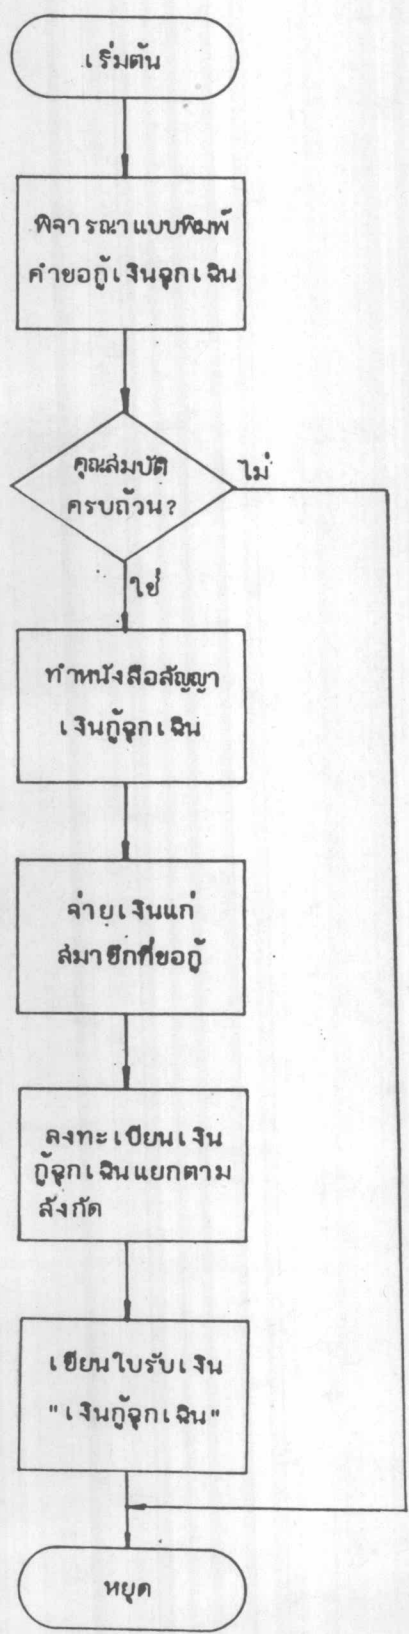 เริ่มต้น
พิจารณาแบบพิมพ์
คำขอกู้เงินฉุกเฉิน
คุณสมบัติ
ครบถ้วน?
ไม่
ใช่
ทำหนังสือสัญญา
เงินกู้ฉุกเฉิน
จ่ายเงินแก่
สมาชิกที่ขอกู้
ลงทะเบียนเงิน
กู้ฉุกเฉินแยกตาม
สังกัด
เขียนใบรับเงิน
"เงินกู้ฉุกเฉิน"
หยุด